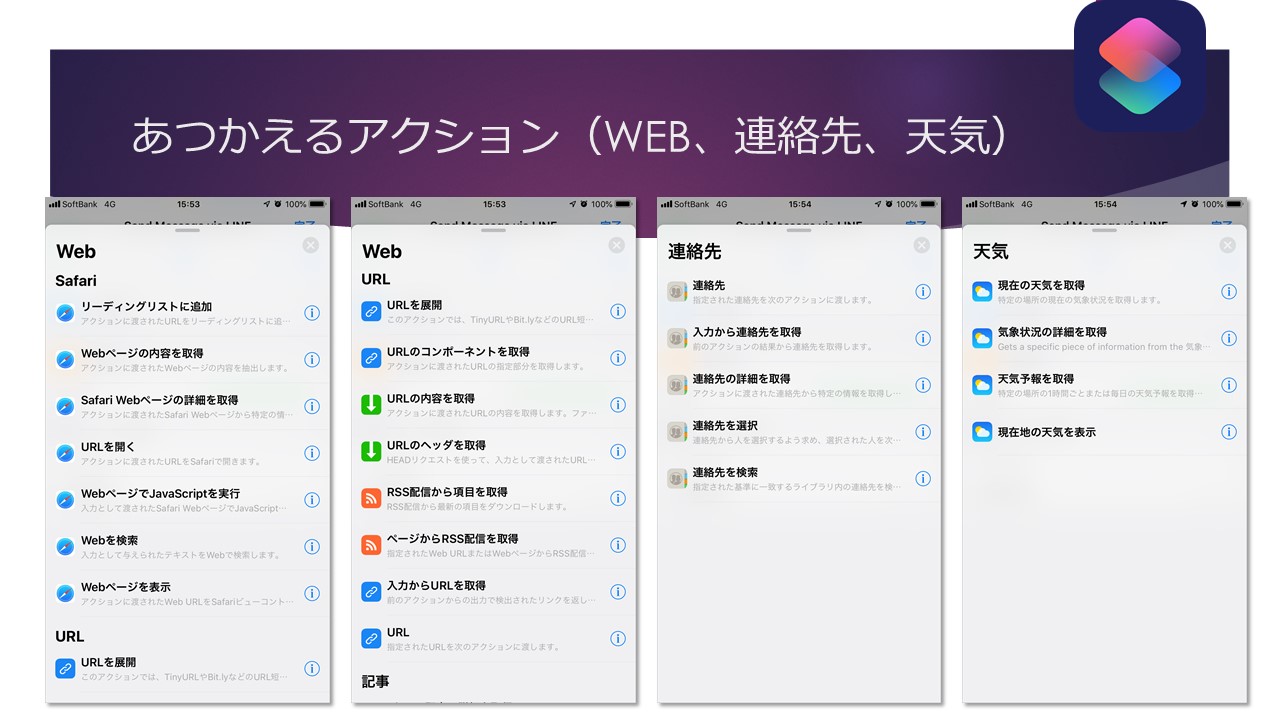 あつかえるアクション（WEB、連絡先、天気）
SoftBank 4G 15:53 100%
Send Message via LINE 完了
Web
Safari
リーディングリストに追加
アクションに渡されたURLをリーディングリストに追…
Webページの内容を取得
アクションに渡されたWebページの内容を抽出します。
Safari Webページの詳細を取得
アクションに渡されたSafari Webページから特定の情…
URLを開く
アクションに渡されたURLをSafariで開きます。
WebページでJavaScriptを実行
入力として渡されたSafari WebページでJavaScript…
Webを検索
入力として与えられたテキストをWebで検索します。
Webページを表示
アクションに渡されたWeb URLをSafariビューコント…
URL
URLを展開
このアクションでは、TinyURLやBit.lyなどのURL短…
SoftBank 4G 15:53 100%
Send Message via LINE 完了
Web
URL
URLを展開
このアクションでは、TinyURLやBit.lyなどのURL短…
URLのコンポーネントを取得
アクションに渡されたURLの指定部分を取得します。
URLの内容を取得
アクションに渡されたURLの内容を取得します。ファ…
URLのヘッダを取得
HEADリクエストを使って、入力として渡されたURL…
RSS配信から項目を取得
RSS配信から最新の項目をダウンロードします。
ページからRSS配信を取得
指定されたWeb URLまたはWebページからRSS配信…
入力からURLを取得
前のアクションからの出力で検出されたリンクを返し…
URL
指定されたURLを次のアクションに渡します。
記事
SoftBank 4G 15:54 100%
Send Message via LINE 完了
連絡先
連絡先
指定された連絡先を次のアクションに渡します。
入力から連絡先を取得
前のアクションの結果から連絡先を取得します。
連絡先の詳細を取得
アクションに渡された連絡先から特定の情報を取得し…
連絡先を選択
連絡先から人を選択するよう求め、選択された人を次…
連絡先を検索
指定された基準に一致するライブラリ内の連絡先を検…
SoftBank 4G 15:54 100%
Send Message via LINE 完了
天気
現在の天気を取得
特定の場所の現在の気象状況を取得します。
気象状況の詳細を取得
Gets a specific piece of information from the 気象…
天気予報を取得
特定の場所の1時間ごとまたは毎日の天気予報を取得…
現在地の天気を表示